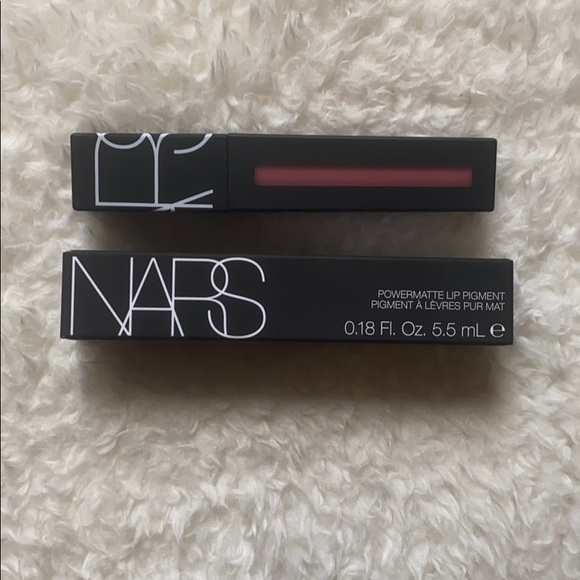 NARS
POWERMATTE LIP PIGMENT
PIGMENT À LÈVRES PUR MAT
0.18 Fl. Oz. 5.5 mL ℮